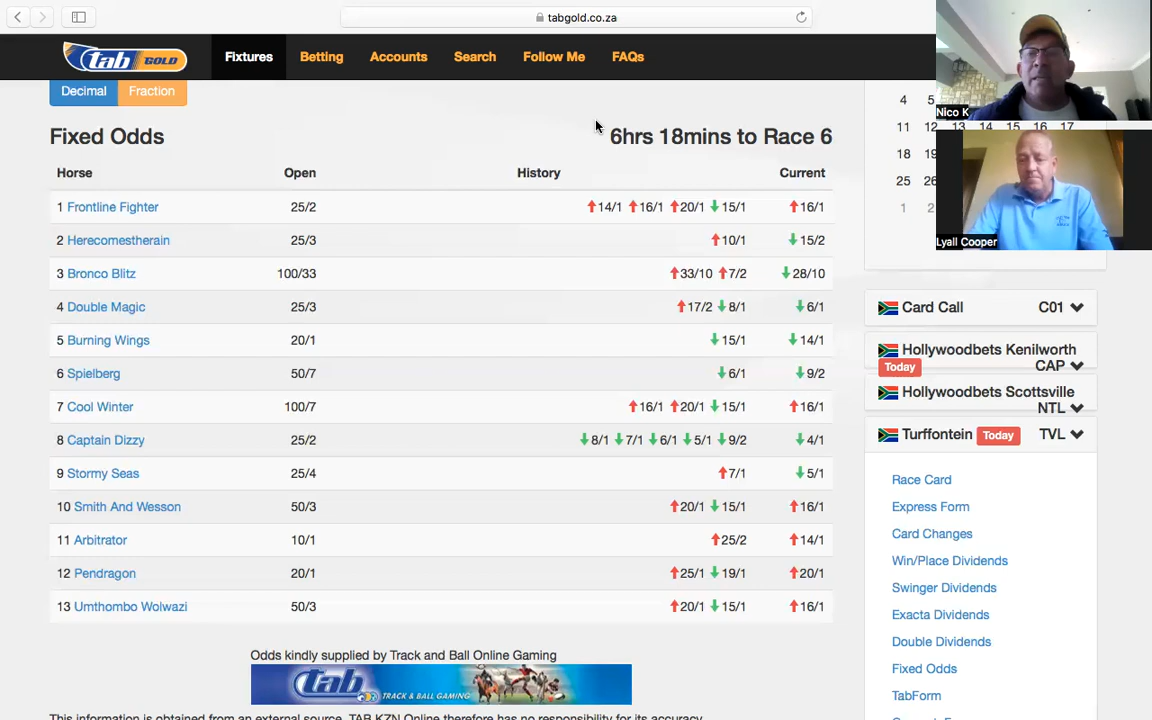 tabgold.co.za
tab GOLD
Fixtures Betting Accounts Search Follow Me FAQs
Decimal Fraction
Fixed Odds 6hrs 18mins to Race 6
Horse Open History Current
1 Frontline Fighter 25/2 14/1 16/1 20/1 15/1 16/1
2 Herecomestherain 25/3 10/1 15/2
3 Bronco Blitz 100/33 33/10 7/2 28/10
4 Double Magic 25/3 17/2 8/1 6/1
5 Burning Wings 20/1 15/1 14/1
6 Spielberg 50/7 6/1 9/2
7 Cool Winter 100/7 16/1 20/1 15/1 16/1
8 Captain Dizzy 25/2 8/1 7/1 6/1 5/1 9/2 4/1
9 Stormy Seas 25/4 7/1 5/1
10 Smith And Wesson 50/3 20/1 15/1 16/1
11 Arbitrator 10/1 25/2 14/1
12 Pendragon 20/1 25/1 19/1 20/1
13 Umthombo Wolwazi 50/3 20/1 15/1 16/1
Odds kindly supplied by Track and Ball Online Gaming
tab TRACK & BALL GAMING
This information is obtained from an external source. TAB KZN Online therefore has no responsibility for its accuracy.
Nico K
4 5
11 12 13 14 15 16 17
18 19
25 26
1 2
Lyall Cooper
Card Call C01
Hollywoodbets Kenilworth
Today CAP
Hollywoodbets Scottsville
NTL
Turffontein Today TVL
Race Card
Express Form
Card Changes
Win/Place Dividends
Swinger Dividends
Exacta Dividends
Double Dividends
Fixed Odds
TabForm